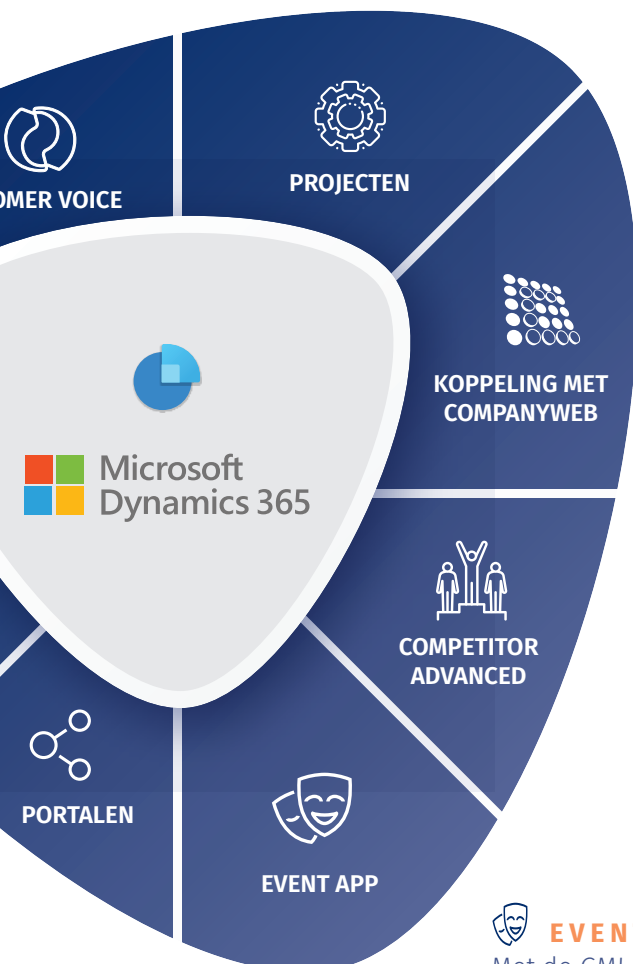 OMER VOICE
PROJECTEN
KOPPELING MET
COMPANYWEB
Microsoft
Dynamics 365
COMPETITOR
ADVANCED
PORTALEN
EVENT APP
EVEN